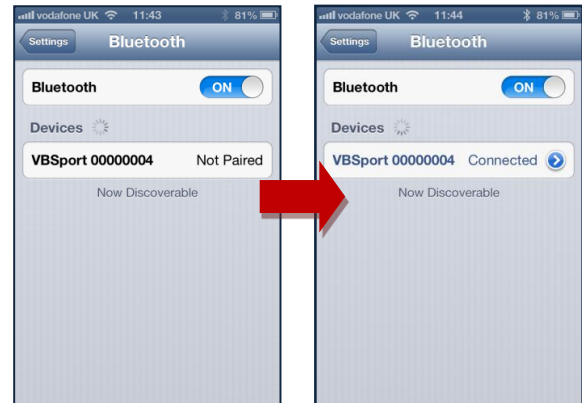 vodafone UK 11:43 81%
Settings Bluetooth
Bluetooth ON
Devices
VBSport 00000004 Not Paired
Now Discoverable
vodafone UK 11:44 81%
Settings Bluetooth
Bluetooth ON
Devices
VBSport 00000004 Connected
Now Discoverable